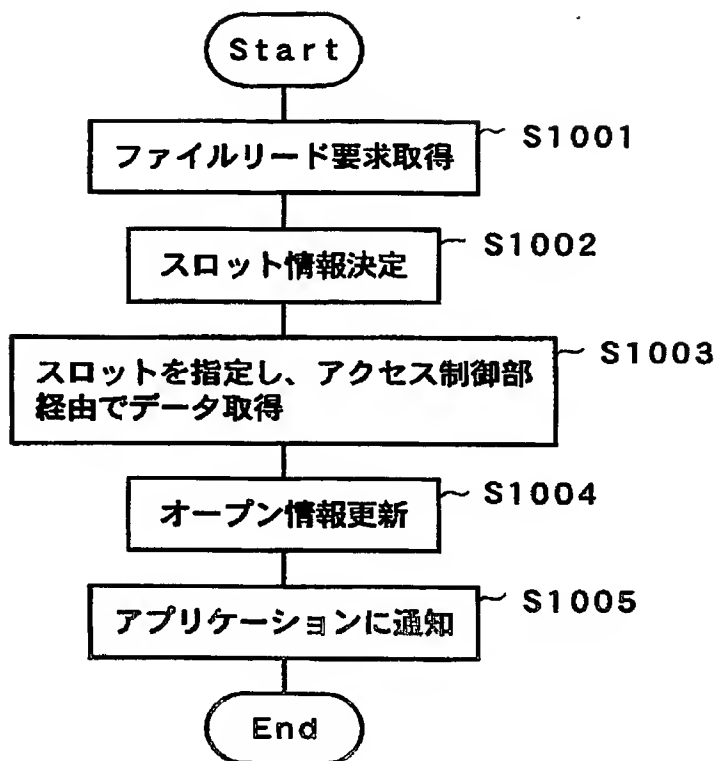 Start
ファイルリード要求取得
S1001
スロット情報決定
S1002
スロットを指定し、アクセス制御部
経由でデータ取得
S1003
オープン情報更新
S1004
アプリケーションに通知
S1005
End